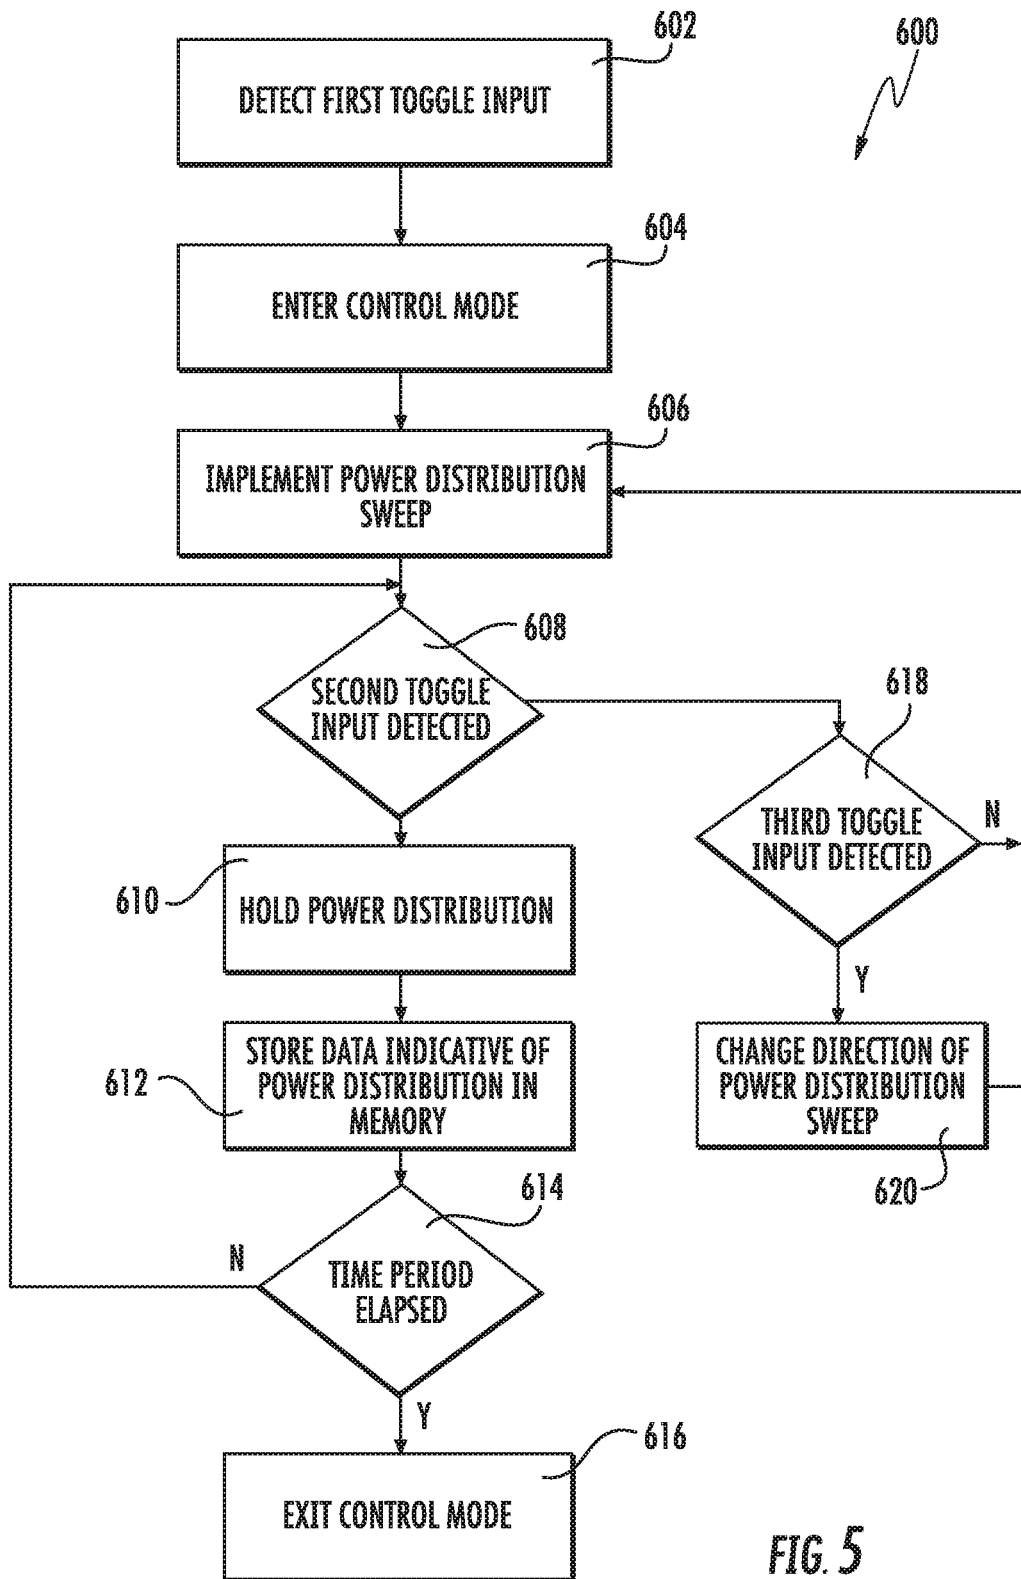 602
600
DETECT FIRST TOGGLE INPUT
604
ENTER CONTROL MODE
606
IMPLEMENT POWER DISTRIBUTION
SWEEP
608
SECOND TOGGLE
INPUT DETECTED
618
THIRD TOGGLE
INPUT DETECTED
N
610
HOLD POWER DISTRIBUTION
Y
612
STORE DATA INDICATIVE OF
POWER DISTRIBUTION IN
MEMORY
CHANGE DIRECTION OF
POWER DISTRIBUTION
SWEEP
620
614
N
TIME PERIOD
ELAPSED
Y
616
EXIT CONTROL MODE
FIG. 5